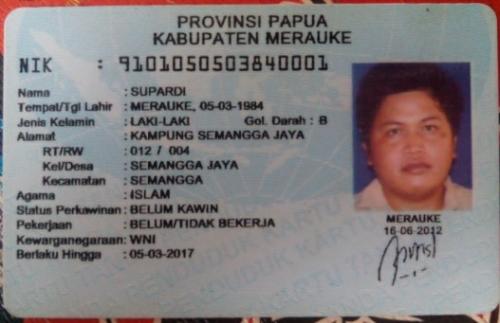 PROVINSI PAPUA
KABUPATEN MERAUKE
NIK : 9101050503840001
Nama : SUPARDI
Tempat/Tgl Lahir : MERAUKE, 05-03-1984
Jenis Kelamin : LAKI-LAKI Gol. Darah : B
Alamat : KAMPUNG SEMANGGA JAYA
RT/RW : 012 / 004
Kel/Desa : SEMANGGA JAYA
Kecamatan : SEMANGGA
Agama : ISLAM
Status Perkawinan : BELUM KAWIN
Pekerjaan : BELUM/TIDAK BEKERJA
Kewarganegaraan : WNI
Berlaku Hingga : 05-03-2017
MERAUKE
16-06-2012